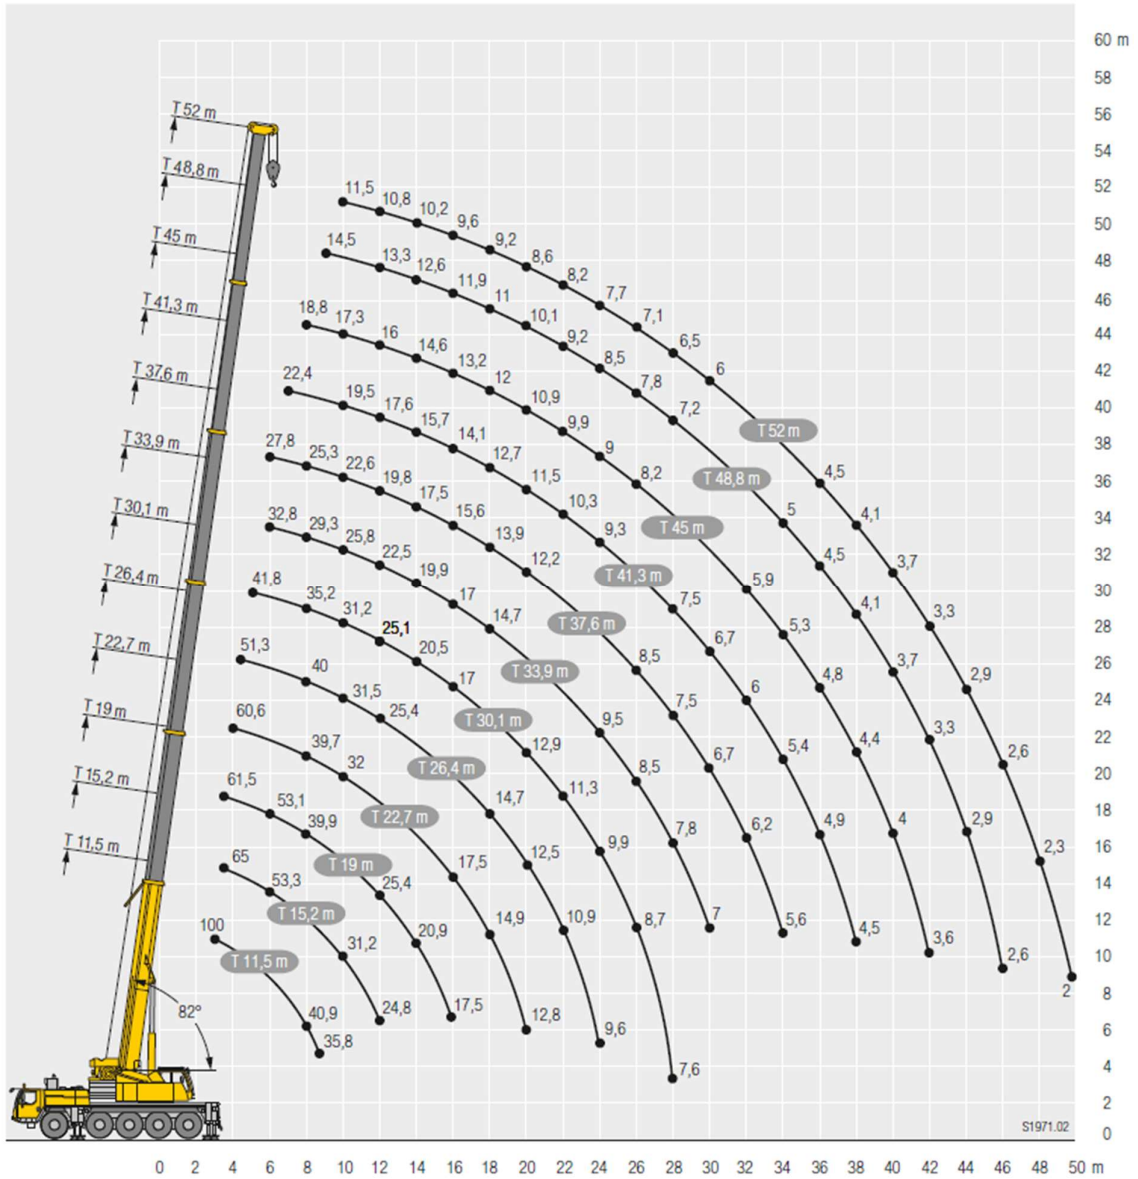 60 m
58
56
T 52 m
54
T 48,8 m
52
11,5 10,8 10,2 9,6 9,2 8,6 8,2 7,7 7,1 6,5 6
50
T 45 m
14,5 13,3 12,6 11,9 11 10,1 9,2 8,5 7,8 7,2
48
46
T 41,3 m
18,8 17,3 16 14,6 13,2 12 10,9 9,9 9 8,2
44
42
T 37,6 m
22,4 19,5 17,6 15,7 14,1 12,7 11,5 10,3 9,3
40
T 52 m
38
T 33,9 m
27,8 25,3 22,6 19,8 17,5 15,6 13,9 12,2
T 48,8 m
4,5 4,1 3,7 3,3 2,9 2,6 2,3 2
36
T 30,1 m
32,8 29,3 25,8 22,5 19,9 17 14,7
T 45 m
5 4,5 4,1 3,7 3,3 2,9 2,6
34
32
T 26,4 m
41,8 35,2 31,2 25,1 20,5 17
T 41,3 m
5,9 5,3 4,8 4,4 4 3,6
30
28
T 22,7 m
51,3 40 31,5 25,4
T 37,6 m
7,5 6,7 6 5,4 4,9 4,5
26
T 33,9 m
8,5 7,5 6,7 6,2 5,6
24
T 19 m
60,6 39,7 32
T 30,1 m
9,5 8,5 7,8 7
22
T 26,4 m
12,9 11,3 9,9 8,7 7,6
20
T 15,2 m
61,5 53,1 39,9
T 22,7 m
14,7 12,5 10,9 9,6
18
T 11,5 m
65 53,3
T 19 m
17,5 14,9 12,8
16
14
T 15,2 m
25,4 20,9 17,5
12
100
T 11,5 m
31,2 24,8
10
82°
40,9 35,8
8
6
4
2
S1971.02
0
0 2 4 6 8 10 12 14 16 18 20 22 24 26 28 30 32 34 36 38 40 42 44 46 48 50 m